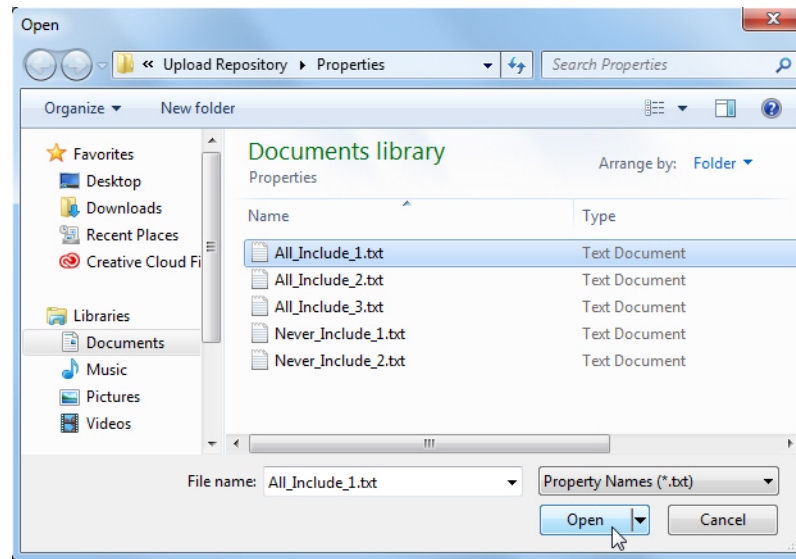 Open
« Upload Repository Properties
Search Properties
Organize
New folder
Favorites
Desktop
Downloads
Recent Places
Creative Cloud Fi
Libraries
Documents
Music
Pictures
Videos
Documents library
Properties
Arrange by: Folder
Name Type
All_Include_1.txt Text Document
All_Include_2.txt Text Document
All_Include_3.txt Text Document
Never_Include_1.txt Text Document
Never_Include_2.txt Text Document
File name: All_Include_1.txt
Property Names (*.txt)
Open
Cancel